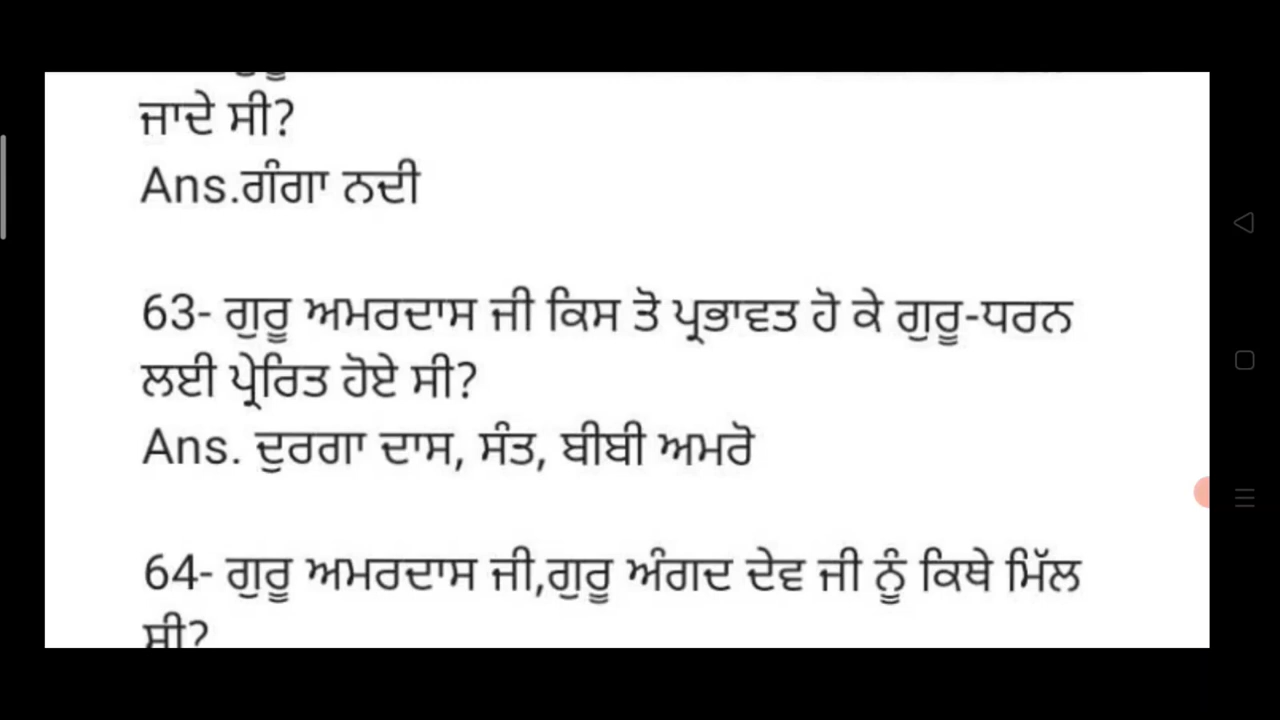 ਜਾਦੇ ਸੀ?
Ans.ਗੰਗਾ ਨਦੀ
63- ਗੁਰੂ ਅਮਰਦਾਸ ਜੀ ਕਿਸ ਤੋ ਪ੍ਰਭਾਵਤ ਹੋ ਕੇ ਗੁਰੂ-ਧਰਨ
ਲਈ ਪ੍ਰੇਰਿਤ ਹੋਏ ਸੀ?
Ans. ਦੁਰਗਾ ਦਾਸ, ਸੰਤ, ਬੀਬੀ ਅਮਰੋ
64- ਗੁਰੂ ਅਮਰਦਾਸ ਜੀ,ਗੁਰੂ ਅੰਗਦ ਦੇਵ ਜੀ ਨੂੰ ਕਿਥੇ ਮਿੱਲ
ਸੀ?